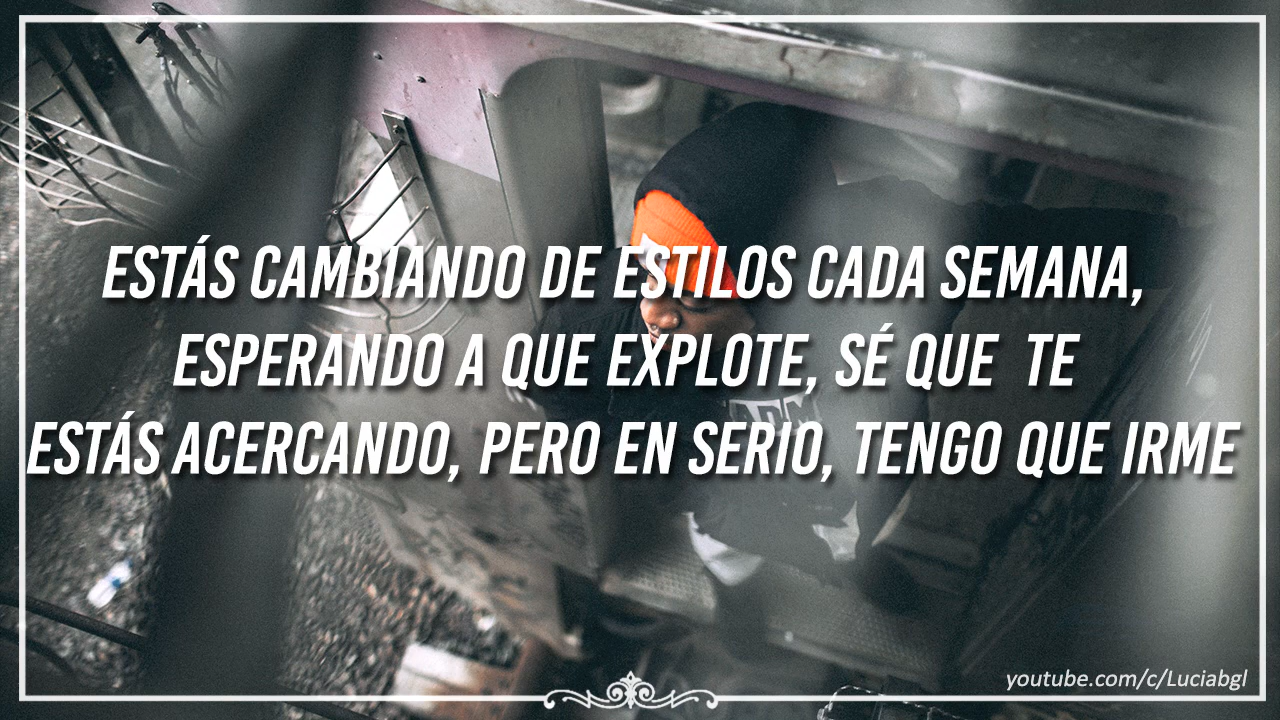 ESTÁS CAMBIANDO DE ESTILOS CADA SEMANA,
ESPERANDO A QUE EXPLOTE, SÉ QUE TE
ESTÁS ACERCANDO, PERO EN SERIO, TENGO QUE IRME
youtube.com/c/Luciabgl